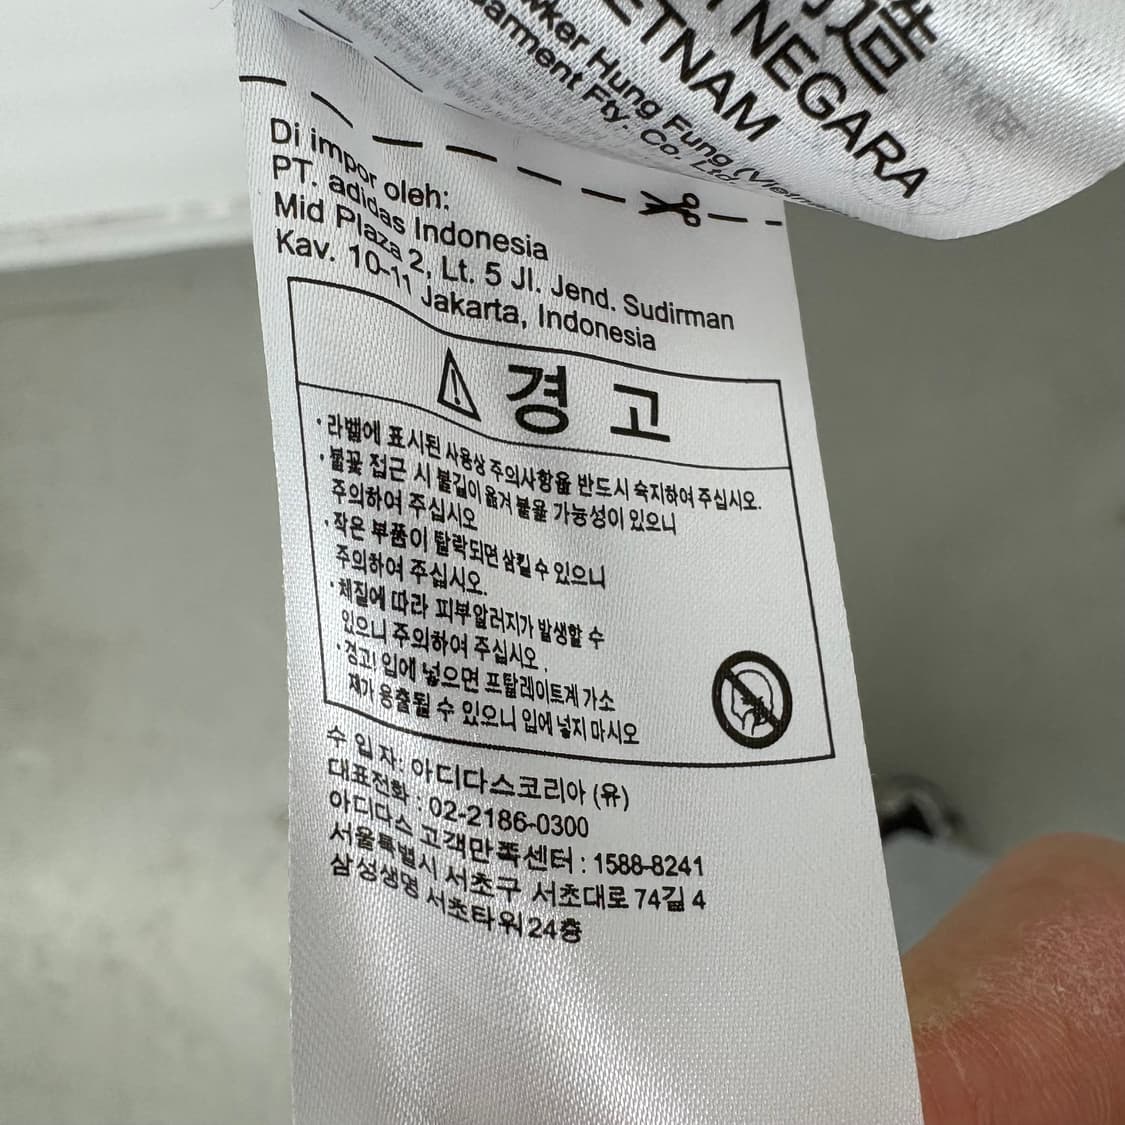 造
NEGARA
ETNAM
wker Hung Fung (Vietn
Garment Fty. Co. Ltd.
Di impor oleh:
PT. adidas Indonesia
Mid Plaza 2, Lt. 5 Jl. Jend. Sudirman
Kav. 10-11 Jakarta, Indonesia
경 고
· 라벨에 표시된 사용상 주의사항을 반드시 숙지하여 주십시오.
· 불꽃 접근 시 불길이 옮겨 붙을 가능성이 있으니
주의하여 주십시오
· 작은 부품이 탈락되면 삼킬 수 있으니
주의하여 주십시오.
· 체질에 따라 피부알러지가 발생할 수
있으니 주의하여 주십시오 .
· 경고! 입에 넣으면 프탈레이트계 가소
재가 용출될 수 있으니 입에 넣지 마시오
수 입 자: 아디다스코리아 (유)
대표전화 : 02-2186-0300
아디다스 고객만족센터 : 1588-8241
서울특별시 서초구 서초대로 74길 4
삼성생명 서초타워 24층